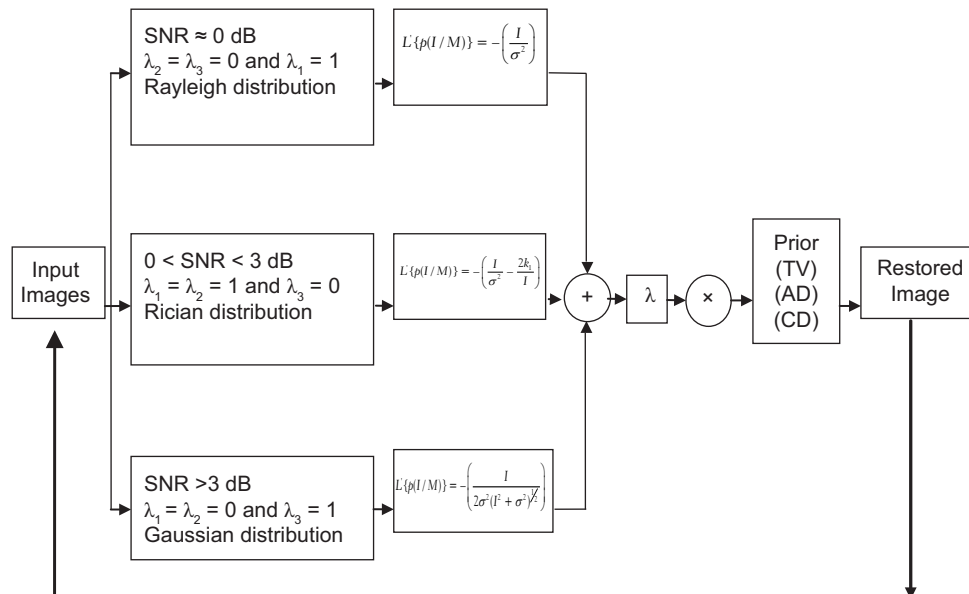 SNR ≈ 0 dB
λ₂ = λ₃ = 0 and λ₁ = 1
Rayleigh distribution
L'{p(I/M)} = −(I/σ²)
Input
Images
0 < SNR < 3 dB
λ₁ = λ₂ = 1 and λ₃ = 0
Rician distribution
L'{p(I/M)} = −(I/σ² − 2k₁/I)
SNR >3 dB
λ₁ = λ₂ = 0 and λ₃ = 1
Gaussian distribution
L'{p(I/M)} = −(I/2σ²(I² + σ²)^½)
+
λ
×
Prior
(TV)
(AD)
(CD)
Restored
Image